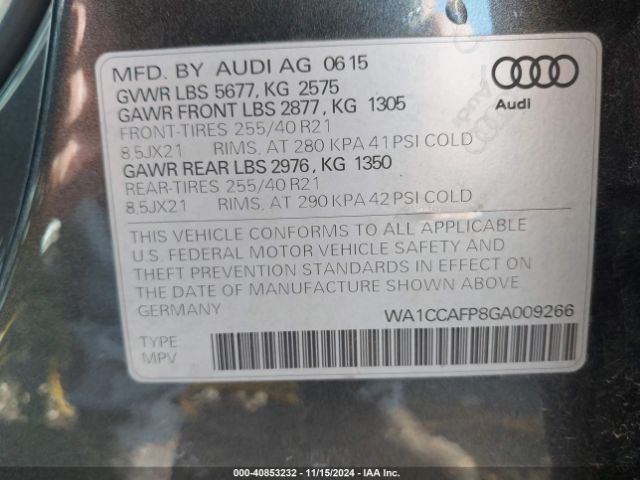 MFD. BY AUDI AG 0615
GVWR LBS 5677, KG 2575
GAWR FRONT LBS 2877, KG 1305
FRONT-TIRES 255/40 R21
8,5JX21 RIMS, AT 280 KPA 41 PSI COLD
GAWR REAR LBS 2976, KG 1350
REAR-TIRES 255/40 R21
8,5JX21 RIMS, AT 290 KPA 42 PSI COLD
Audi
THIS VEHICLE CONFORMS TO ALL APPLICABLE
U.S. FEDERAL MOTOR VEHICLE SAFETY AND
THEFT PREVENTION STANDARDS IN EFFECT ON
THE DATE OF MANUFACTURE SHOWN ABOVE
GERMANY WA1CCAFP8GA009266
TYPE
MPV
000-40853232 - 11/15/2024 - IAA Inc.